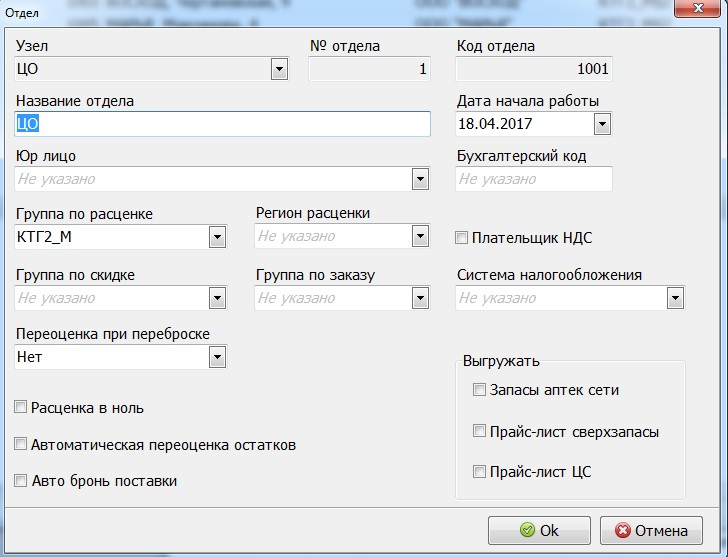 Отдел
Узел
№ отдела
Код отдела
ЦО
1
1001
Название отдела
Дата начала работы
ЦО
18.04.2017
Юр лицо
Бухгалтерский код
Не указано
Не указано
Группа по расценке
Регион расценки
КТГ2_М
Не указано
Плательщик НДС
Группа по скидке
Группа по заказу
Система налогообложения
Не указано
Не указано
Не указано
Переоценка при переброске
Нет
Выгружать
Запасы аптек сети
Расценка в ноль
Прайс-лист сверхзапасы
Автоматическая переоценка остатков
Прайс-лист ЦС
Авто бронь поставки
Ok
Отмена